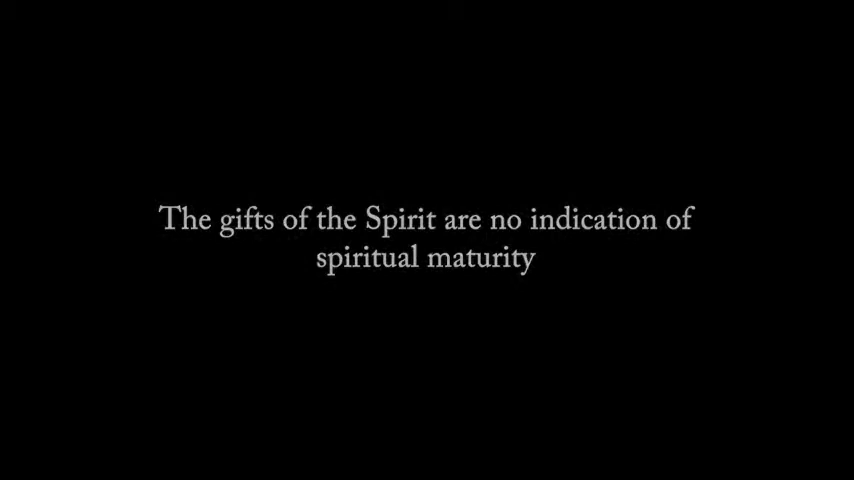 The gifts of the Spirit are no indication of
spiritual maturity